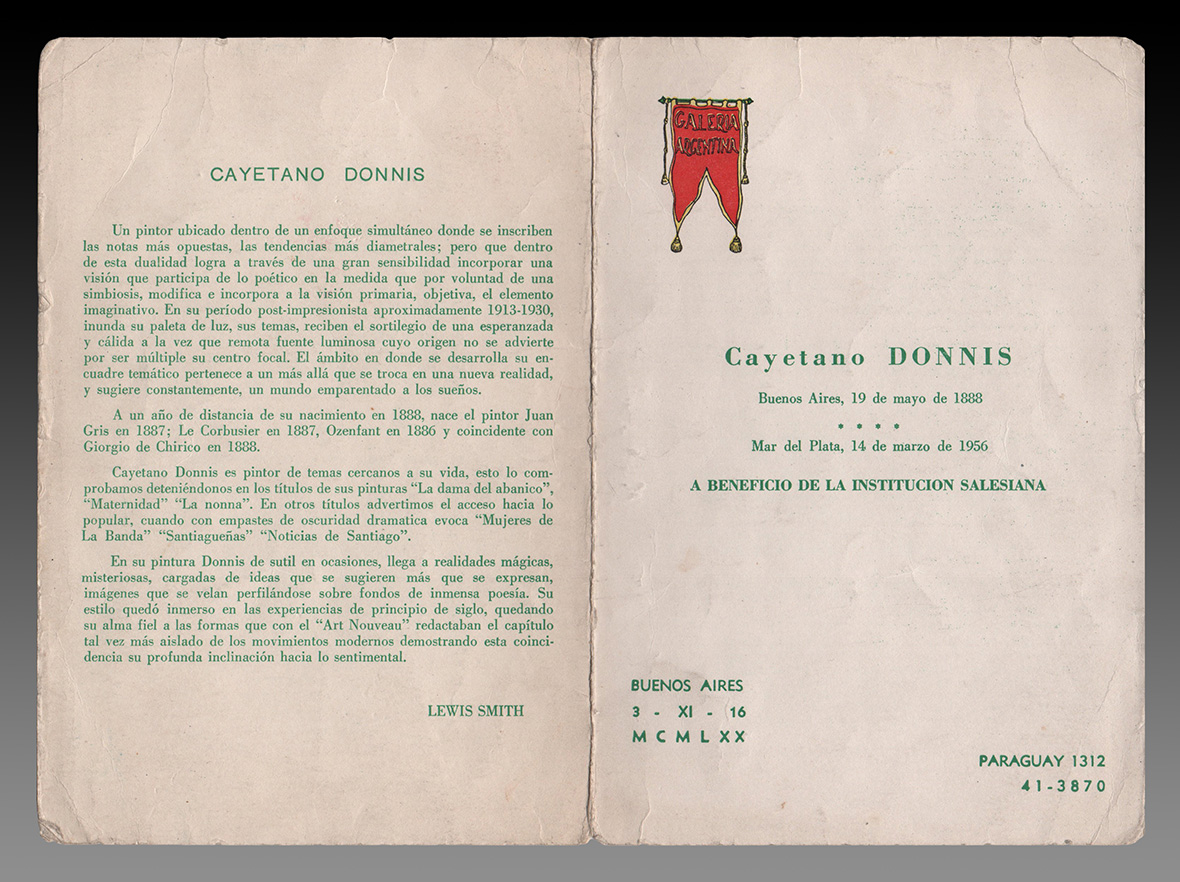 CAYETANO DONNIS
Un pintor ubicado dentro de un enfoque simultáneo donde se inscriben
las notas más opuestas, las tendencias más diametrales; pero que dentro
de esta dualidad logra a través de una gran sensibilidad incorporar una
visión que participa de lo poético en la medida que por voluntad de una
simbiosis, modifica e incorpora a la visión primaria, objetiva, el elemento
imaginativo. En su período post-impresionista aproximadamente 1913-1930,
inunda su paleta de luz, sus temas, reciben el sortilegio de una esperanzada
y cálida a la vez que remota fuente luminosa cuyo origen no se advierte
por ser múltiple su centro focal. El ámbito en donde se desarrolla su en-
cuadre temático pertenece a un más allá que se troca en una nueva realidad,
y sugiere constantemente, un mundo emparentado a los sueños.
A un año de distancia de su nacimiento en 1888, nace el pintor Juan
Gris en 1887; Le Corbusier en 1887, Ozenfant en 1886 y coincidente con
Giorgio de Chirico en 1888.
Cayetano Donnis es pintor de temas cercanos a su vida, esto lo com-
probamos deteniéndonos en los títulos de sus pinturas "La dama del abanico",
"Maternidad" "La nonna". En otros títulos advertimos el acceso hacia lo
popular, cuando con empastes de oscuridad dramatica evoca "Mujeres de
La Banda" "Santiagueñas" "Noticias de Santiago".
En su pintura Donnis de sutil en ocasiones, llega a realidades mágicas,
misteriosas, cargadas de ideas que se sugieren más que se expresan,
imágenes que se velan perfilándose sobre fondos de inmensa poesía. Su
estilo quedó inmerso en las experiencias de principio de siglo, quedando
su alma fiel a las formas que con el "Art Nouveau" redactaban el capítulo
tal vez más aislado de los movimientos modernos demostrando esta coinci-
dencia su profunda inclinación hacia lo sentimental.
LEWIS SMITH
GALERIA
ARGENTINA
Cayetano DONNIS
Buenos Aires, 19 de mayo de 1888
* * * *
Mar del Plata, 14 de marzo de 1956
A BENEFICIO DE LA INSTITUCION SALESIANA
BUENOS AIRES
3 - XI - 16
MCMLXX
PARAGUAY 1312
41-3870